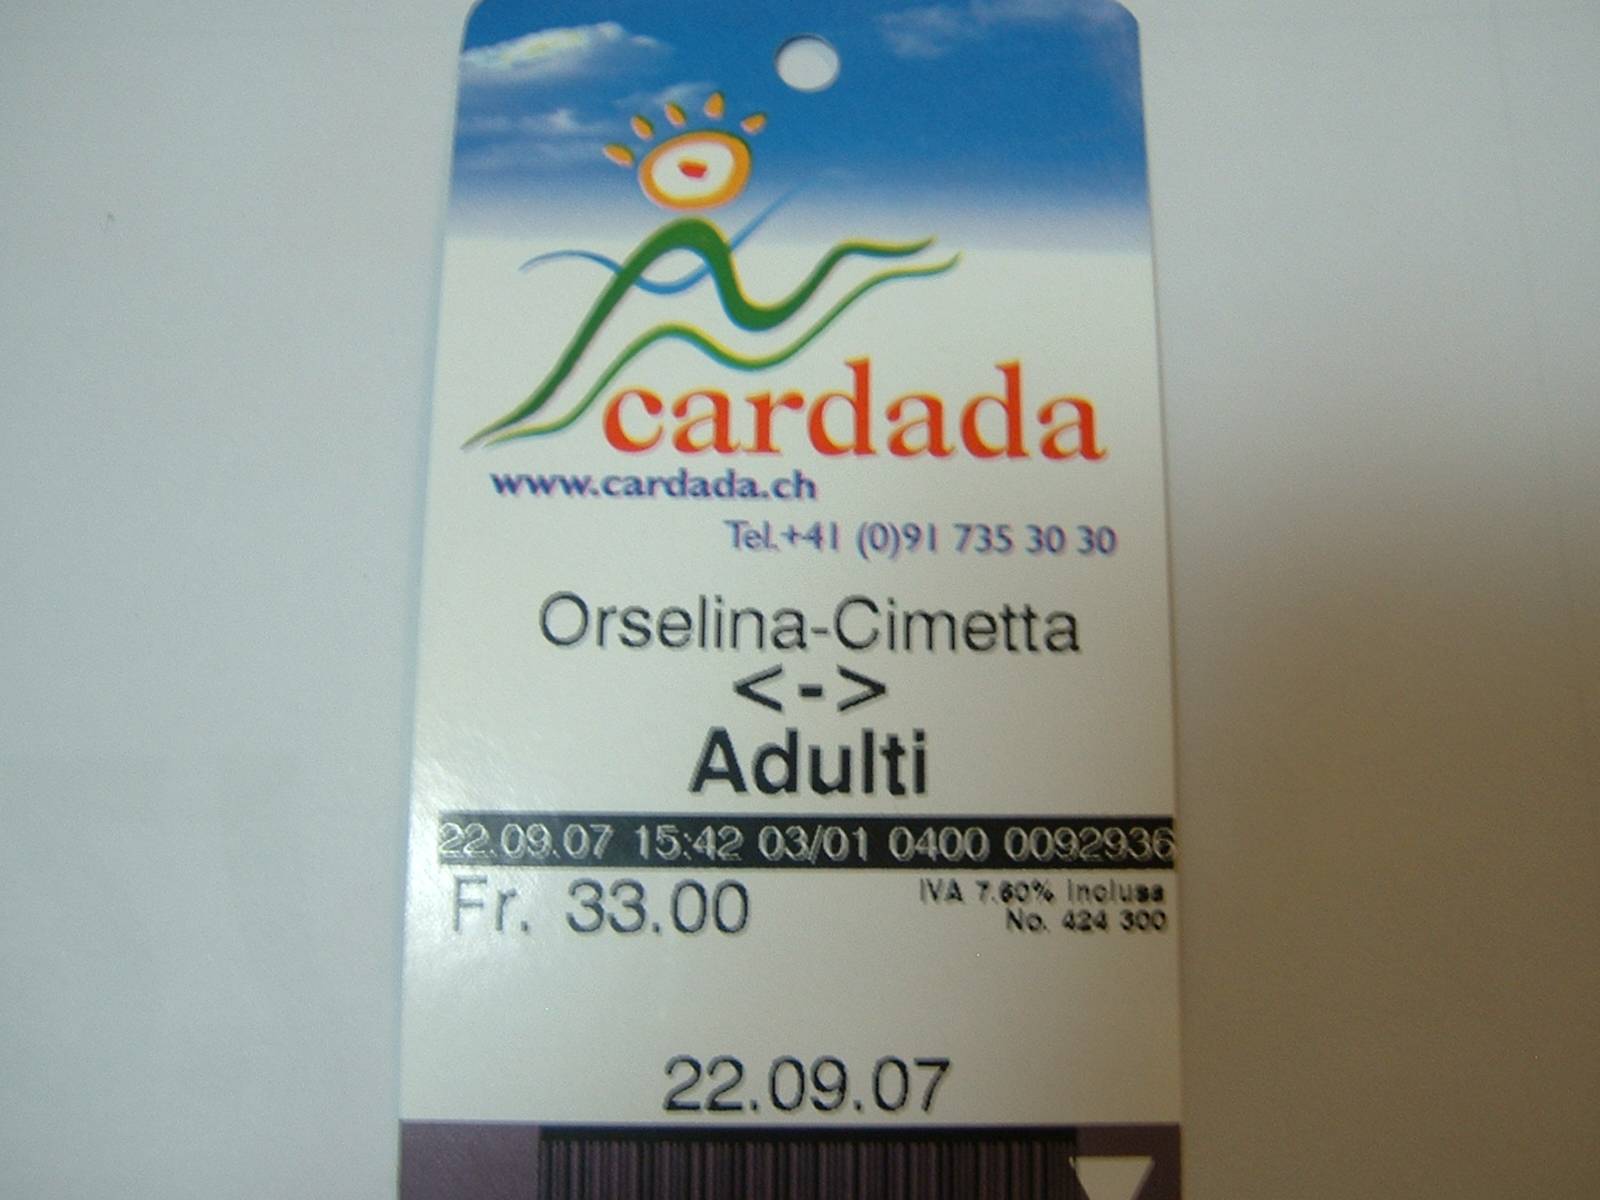 cardada
www.cardada.ch
Tel.+41 (0)91 735 30 30
Orselina-Cimetta
<->
Adulti
22.09.07 15:42 03/01 0400 0092936
Fr. 33.00
IVA 7.60% inclusa
No. 424 300
22.09.07